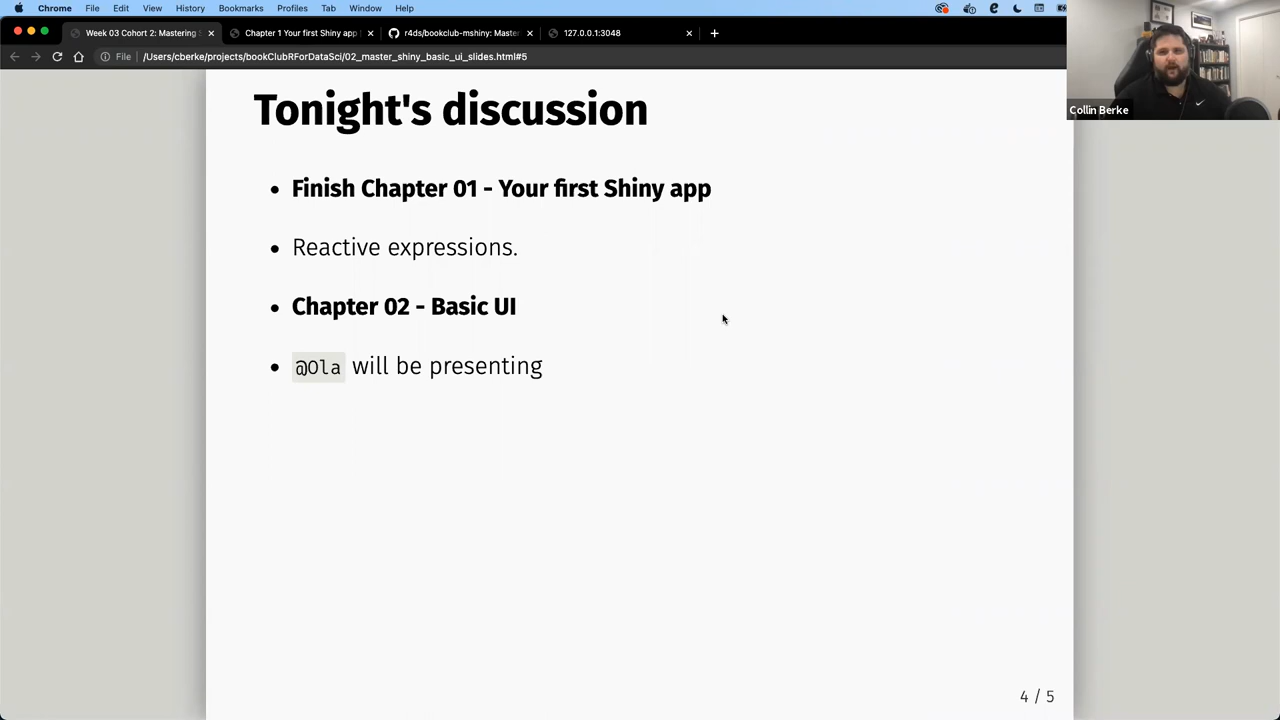 Chrome File Edit View History Bookmarks Profiles Tab Window Help
Week 03 Cohort 2: Mastering S
Chapter 1 Your first Shiny app
r4ds/bookclub-mshiny: Master
127.0.0.1:3048
File /Users/cberke/projects/bookClubRForDataSci/02_master_shiny_basic_ui_slides.html#5
Collin Berke
Tonight's discussion
Finish Chapter 01 - Your first Shiny app
Reactive expressions.
Chapter 02 - Basic UI
@Ola will be presenting
4 / 5